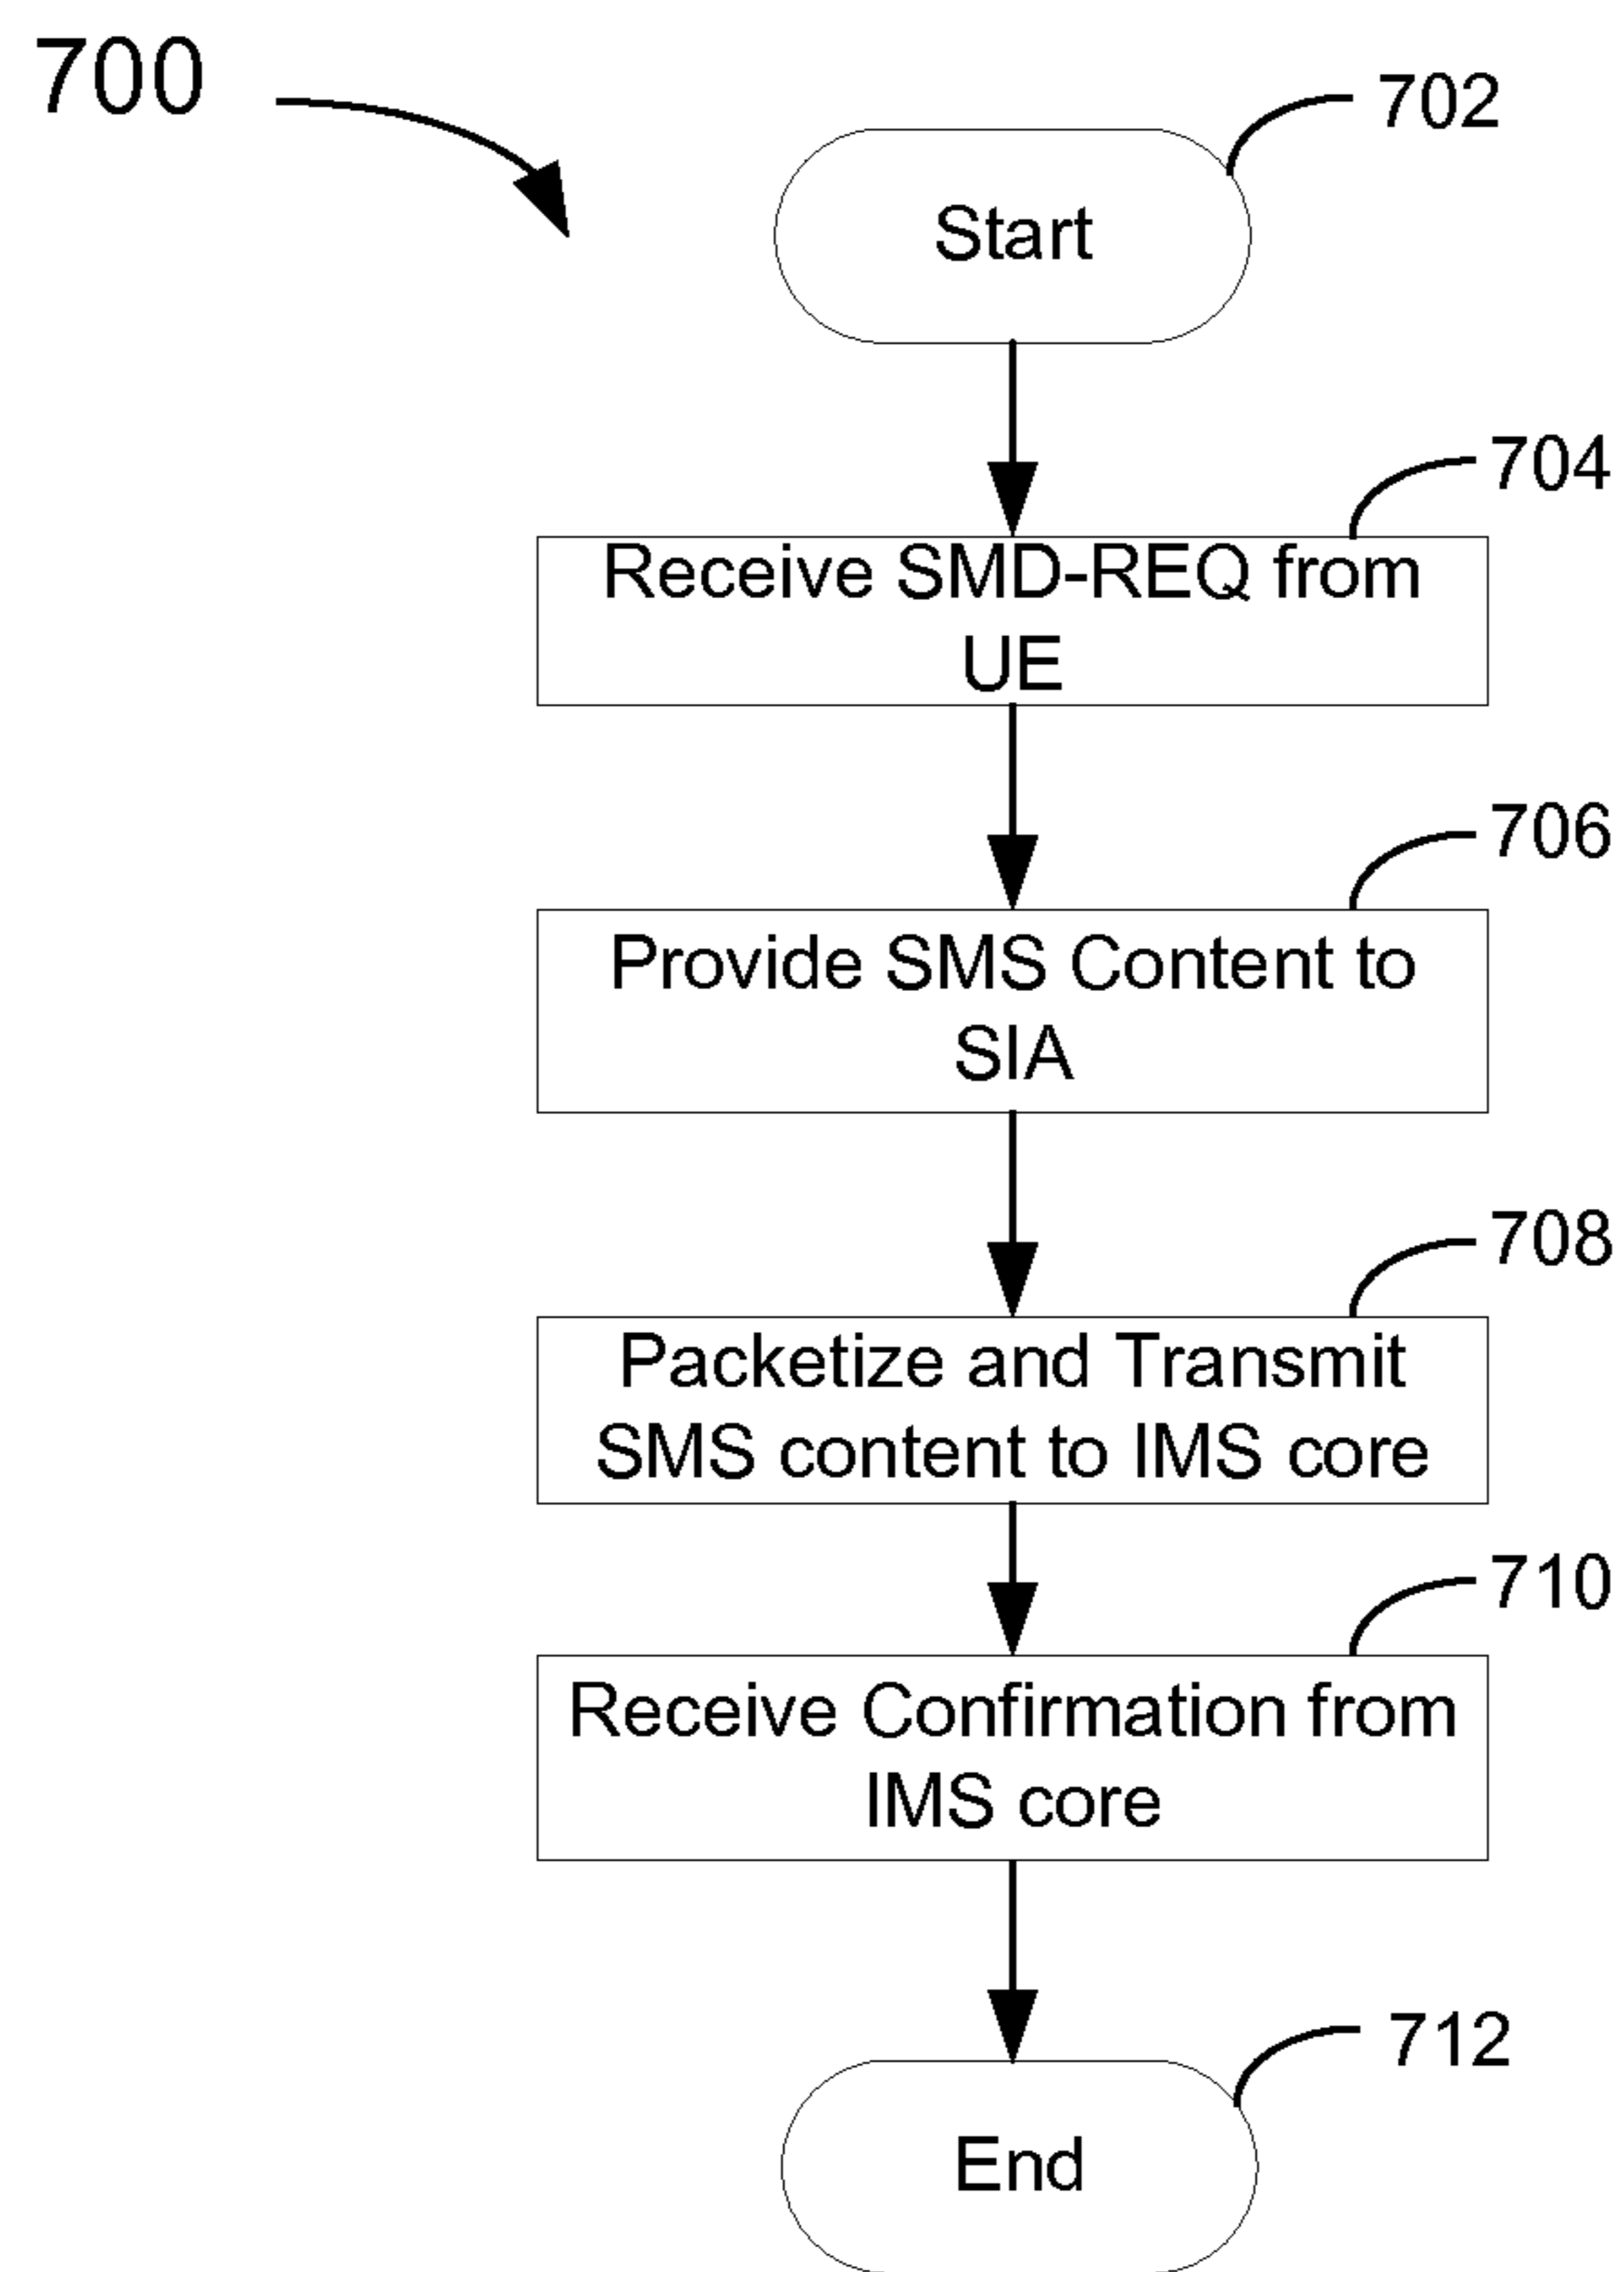 700
702
Start
704
Receive SMD-REQ from
UE
706
Provide SMS Content to
SIA
708
Packetize and Transmit
SMS content to IMS core
710
Receive Confirmation from
IMS core
712
End